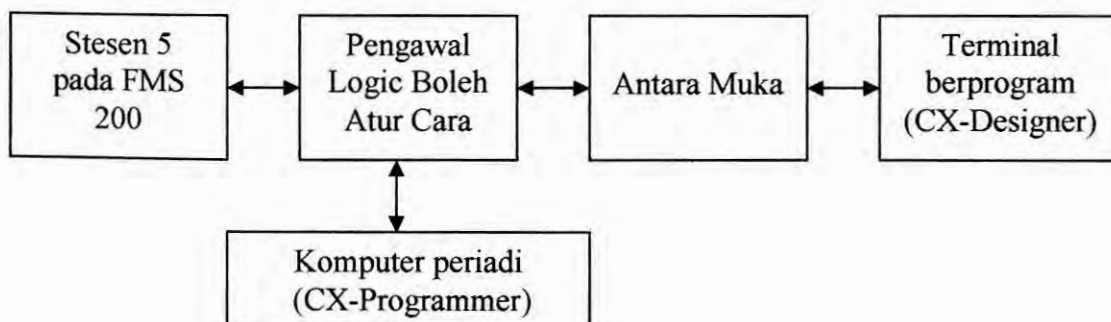 Stesen 5
pada FMS
200
Pengawal
Logic Boleh
Atur Cara
Antara Muka
Terminal
berprogram
(CX-Designer)
Komputer periadi
(CX-Programmer)